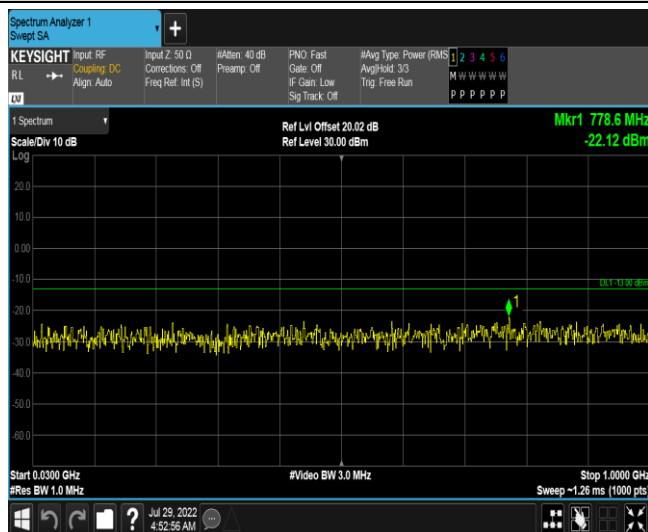 Spectrum Analyzer 1
Swept SA
+
KEYSIGHT
RL
LXI
Input: RF
Coupling: DC
Align: Auto
Input Z: 50 Ω
Corrections: Off
Freq Ref: Int (S)
#Atten: 40 dB
Preamp: Off
PNO: Fast
Gate: Off
IF Gain: Low
Sig Track: Off
#Avg Type: Power (RMS
Avg|Hold: 3/3
Trig: Free Run
1 2 3 4 5 6
M W W W W W
P P P P P P
1 Spectrum
Scale/Div 10 dB
Log
Ref Lvl Offset 20.02 dB
Ref Level 30.00 dBm
Mkr1 778.6 MHz
-22.12 dBm
20.0
10.0
0.00
-10.0
-20.0
-30.0
-40.0
-50.0
-60.0
DL1 -13.00 dBm
1
Start 0.0300 GHz
#Res BW 1.0 MHz
#Video BW 3.0 MHz
Stop 1.0000 GHz
Sweep ~1.26 ms (1000 pts)
?
Jul 29, 2022
4:52:56 AM